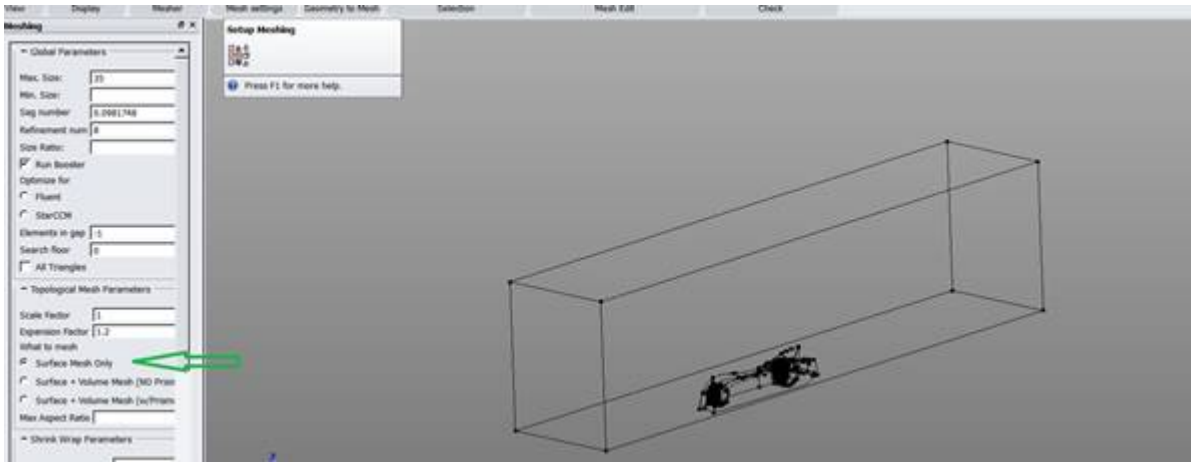 View Display Mesher Mesh settings Geometry to Mesh Selection Mesh Edit Check
Meshing
Setup Meshing
Press F1 for more help.
Global Parameters
Max. Size: 35
Min. Size:
Sag number 0.0981748
Refinement num 8
Size Ratio:
Run Booster
Optimize for
Fluent
StarCCM
Elements in gap -1
Search floor 0
All Triangles
Topological Mesh Parameters
Scale Factor 1
Expansion Factor 1.2
What to mesh
Surface Mesh Only
Surface + Volume Mesh [NO Prism
Surface + Volume Mesh [w/Prism
Max Aspect Ratio
Shrink Wrap Parameters